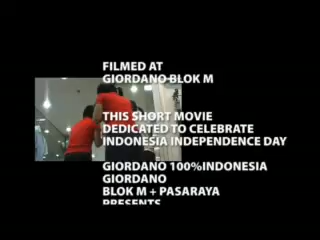 FILMED AT
GIORDANO BLOK M
THIS SHORT MOVIE
DEDICATED TO CELEBRATE
INDONESIA INDEPENDENCE DAY
GIORDANO 100%INDONESIA
GIORDANO
BLOK M + PASARAYA
PRESENTS